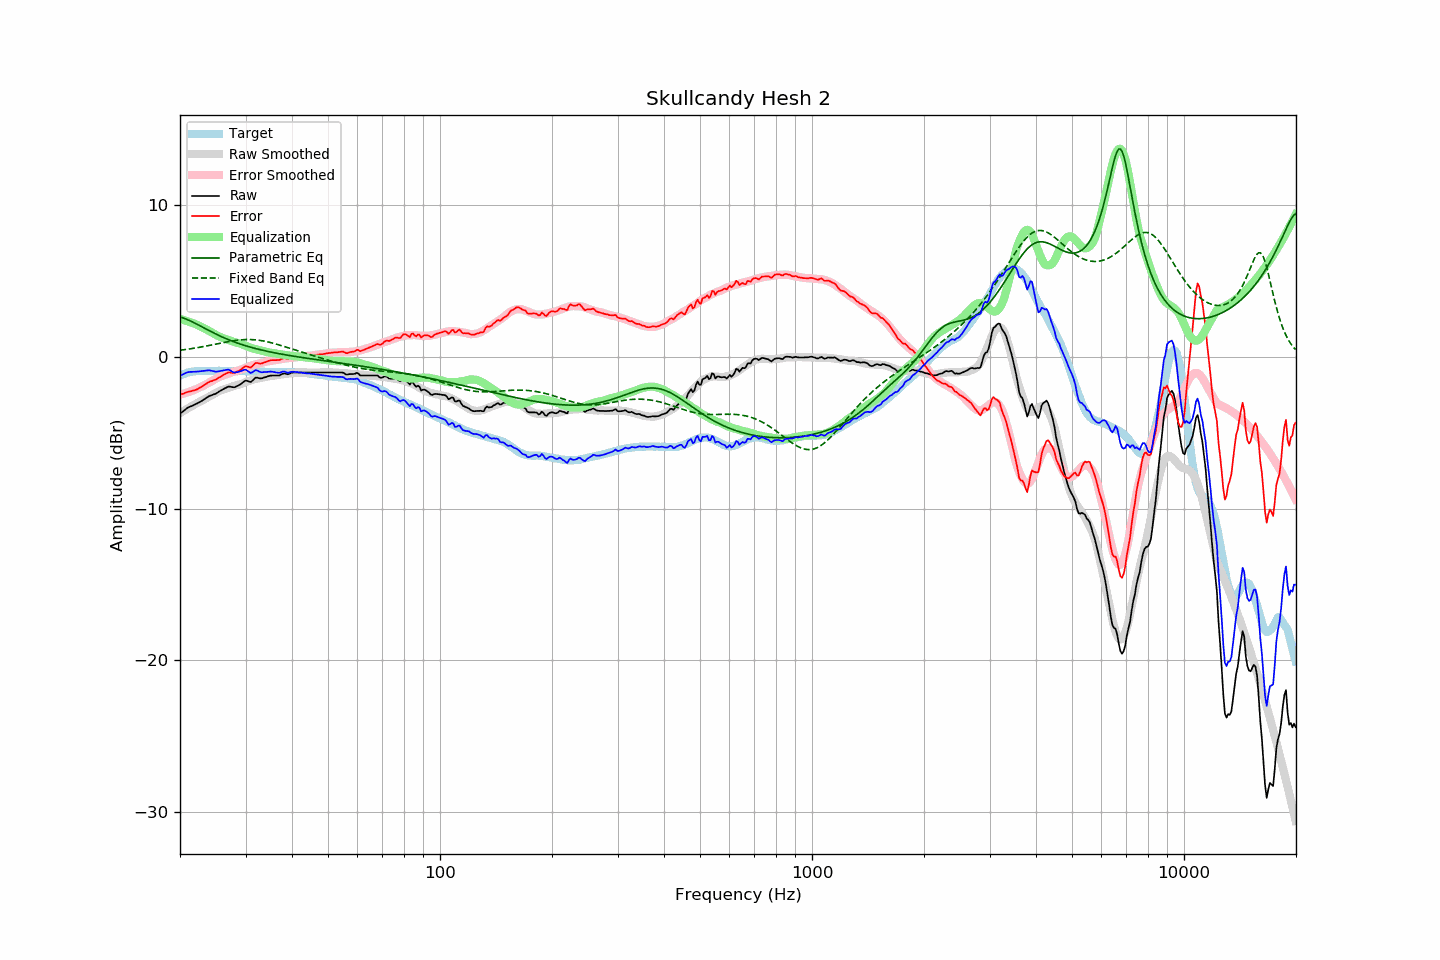 Skullcandy Hesh 2
Target
Raw Smoothed
Error Smoothed
Raw
Error
Equalization
Parametric Eq
Fixed Band Eq
Equalized
10
0
−10
−20
−30
Amplitude (dBr)
100
1000
10000
Frequency (Hz)